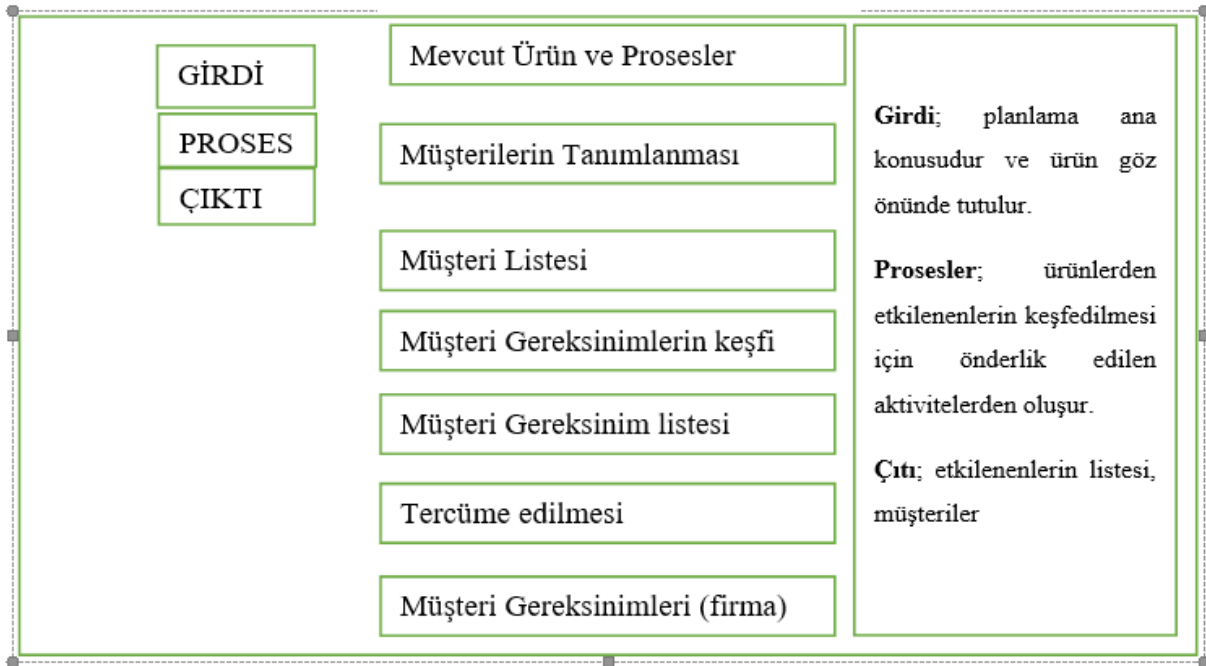 GİRDİ
PROSES
ÇIKTI
Mevcut Ürün ve Prosesler
Müşterilerin Tanımlanması
Müşteri Listesi
Müşteri Gereksinimlerin keşfi
Müşteri Gereksinim listesi
Tercüme edilmesi
Müşteri Gereksinimleri (firma)
Girdi; planlama ana
konusudur ve ürün göz
önünde tutulur.
Prosesler; ürünlerden
etkilenenlerin keşfedilmesi
için önderlik edilen
aktivitelerden oluşur.
Çıtı; etkilenenlerin listesi,
müşteriler